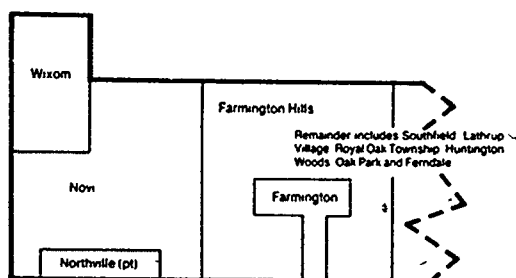 Wixom
Farmington Hills
Remainder includes Southfield Lathrup
Village Royal Oak Township Huntington
Woods Oak Park and Ferndale
Novi
Farmington
Northville (pt)